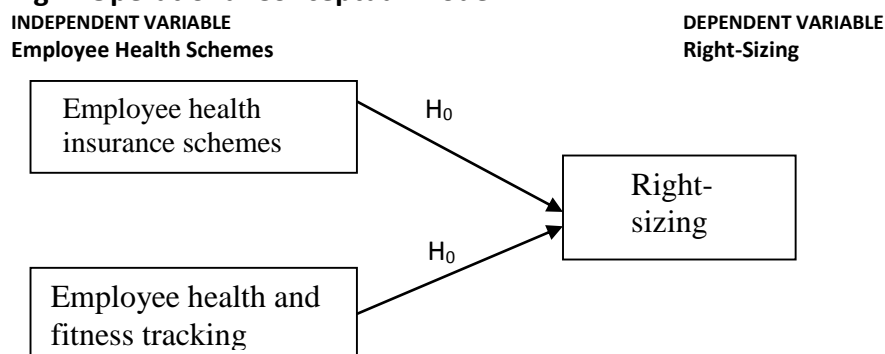 INDEPENDENT VARIABLE
DEPENDENT VARIABLE
Employee Health Schemes
Right-Sizing
Employee health
insurance schemes
H₀
Right-
sizing
H₀
Employee health and
fitness tracking